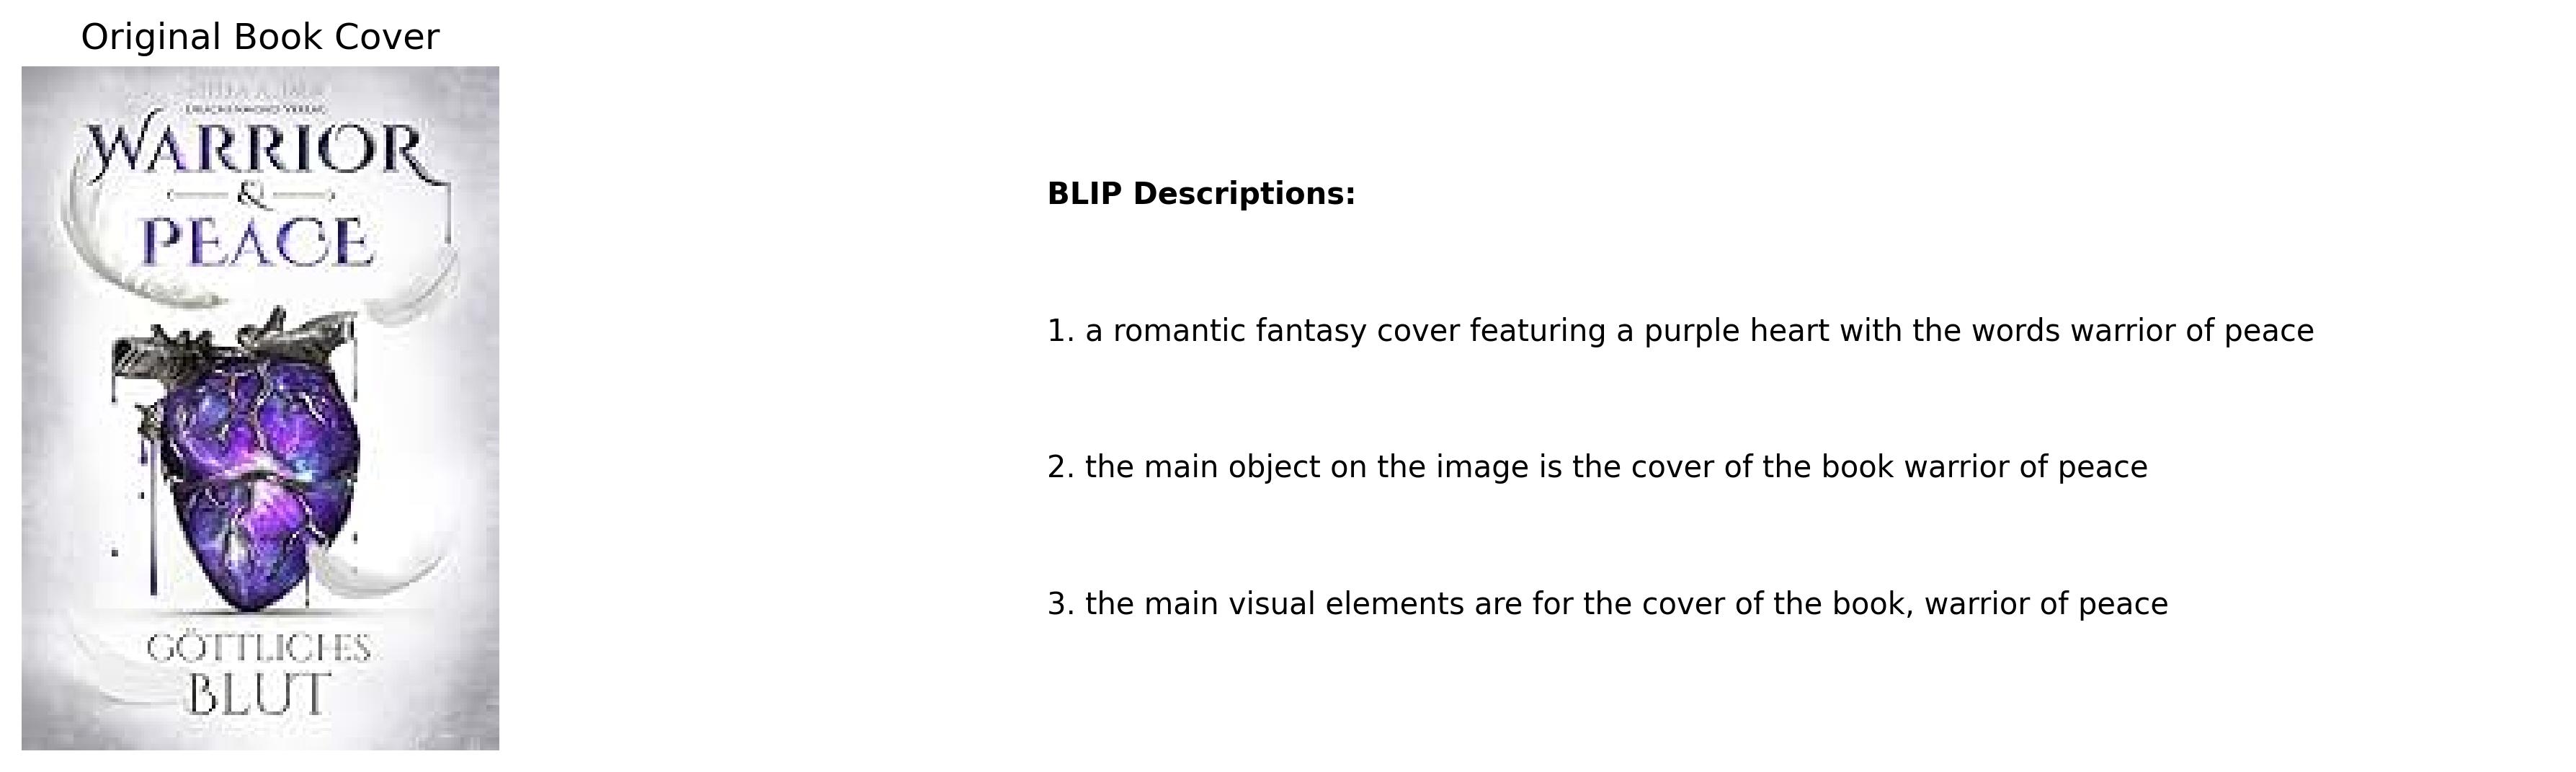 Original Book Cover
DRACHENMOND VERLAG
WARRIOR
&
PEACE
GÖTTLICHES
BLUT
BLIP Descriptions:
1. a romantic fantasy cover featuring a purple heart with the words warrior of peace
2. the main object on the image is the cover of the book warrior of peace
3. the main visual elements are for the cover of the book, warrior of peace